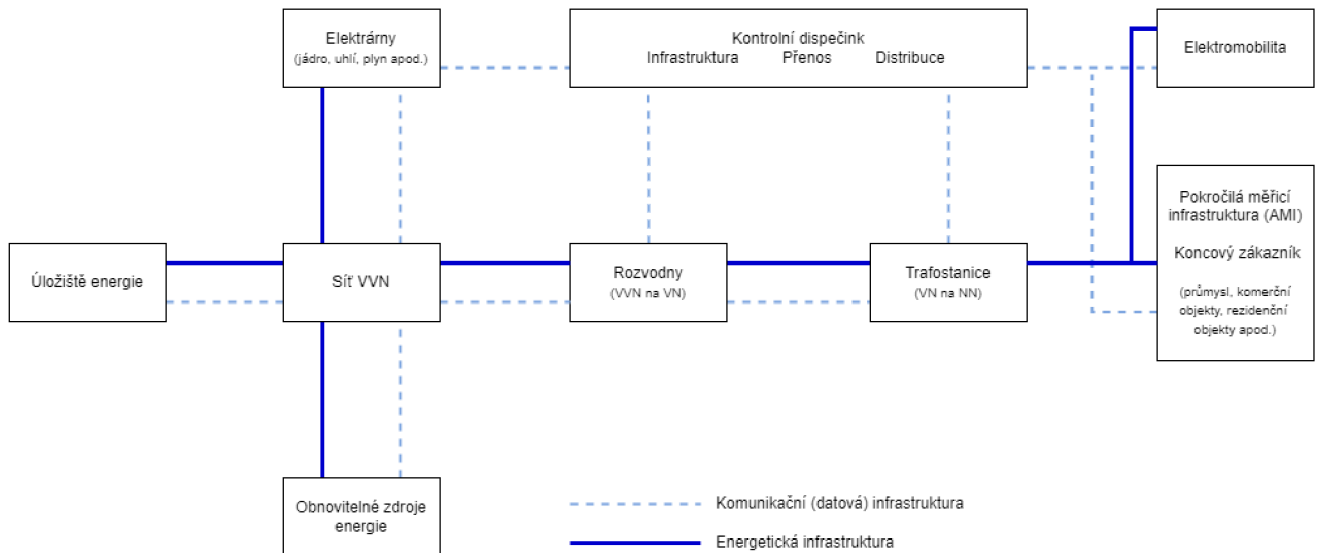 Elektrárny
(jádro, uhlí, plyn apod.)
Kontrolní dispečink
Infrastruktura Přenos Distribuce
Elektromobilita
Pokročilá měřicí
infrastruktura (AMI)
Koncový zákazník
(průmysl, komerční
objekty, rezidenční
objekty apod.)
Úložiště energie
Síť VVN
Rozvodny
(VVN na VN)
Trafostanice
(VN na NN)
Obnovitelné zdroje
energie
Komunikační (datová) infrastruktura
Energetická infrastruktura